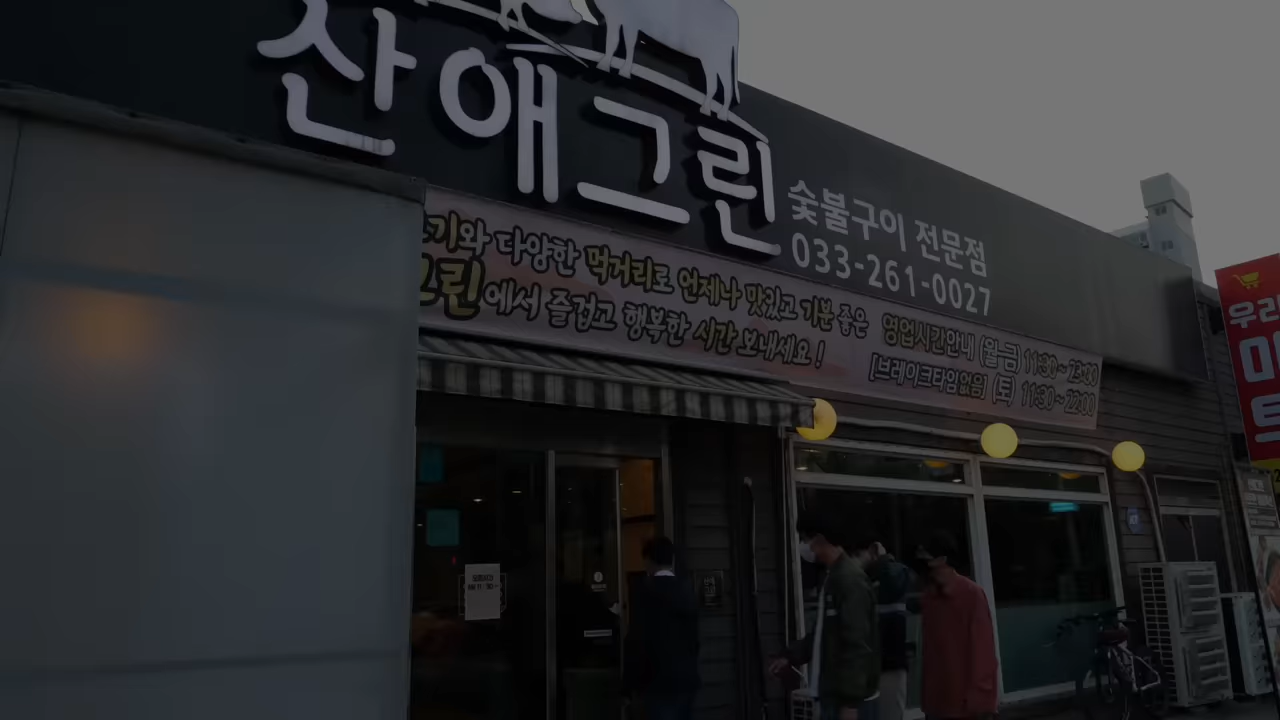 산애그린
숯불구이 전문점
033-261-0027
기와 다양한 먹거리로 언제나 맛있고 기분 좋은
그린에서 즐겁고 행복한 시간 보내세요!
영업시간안내 (월~금) 11:30~23:00
[브레이크타임없음] (토) 11:30~22:00
우리